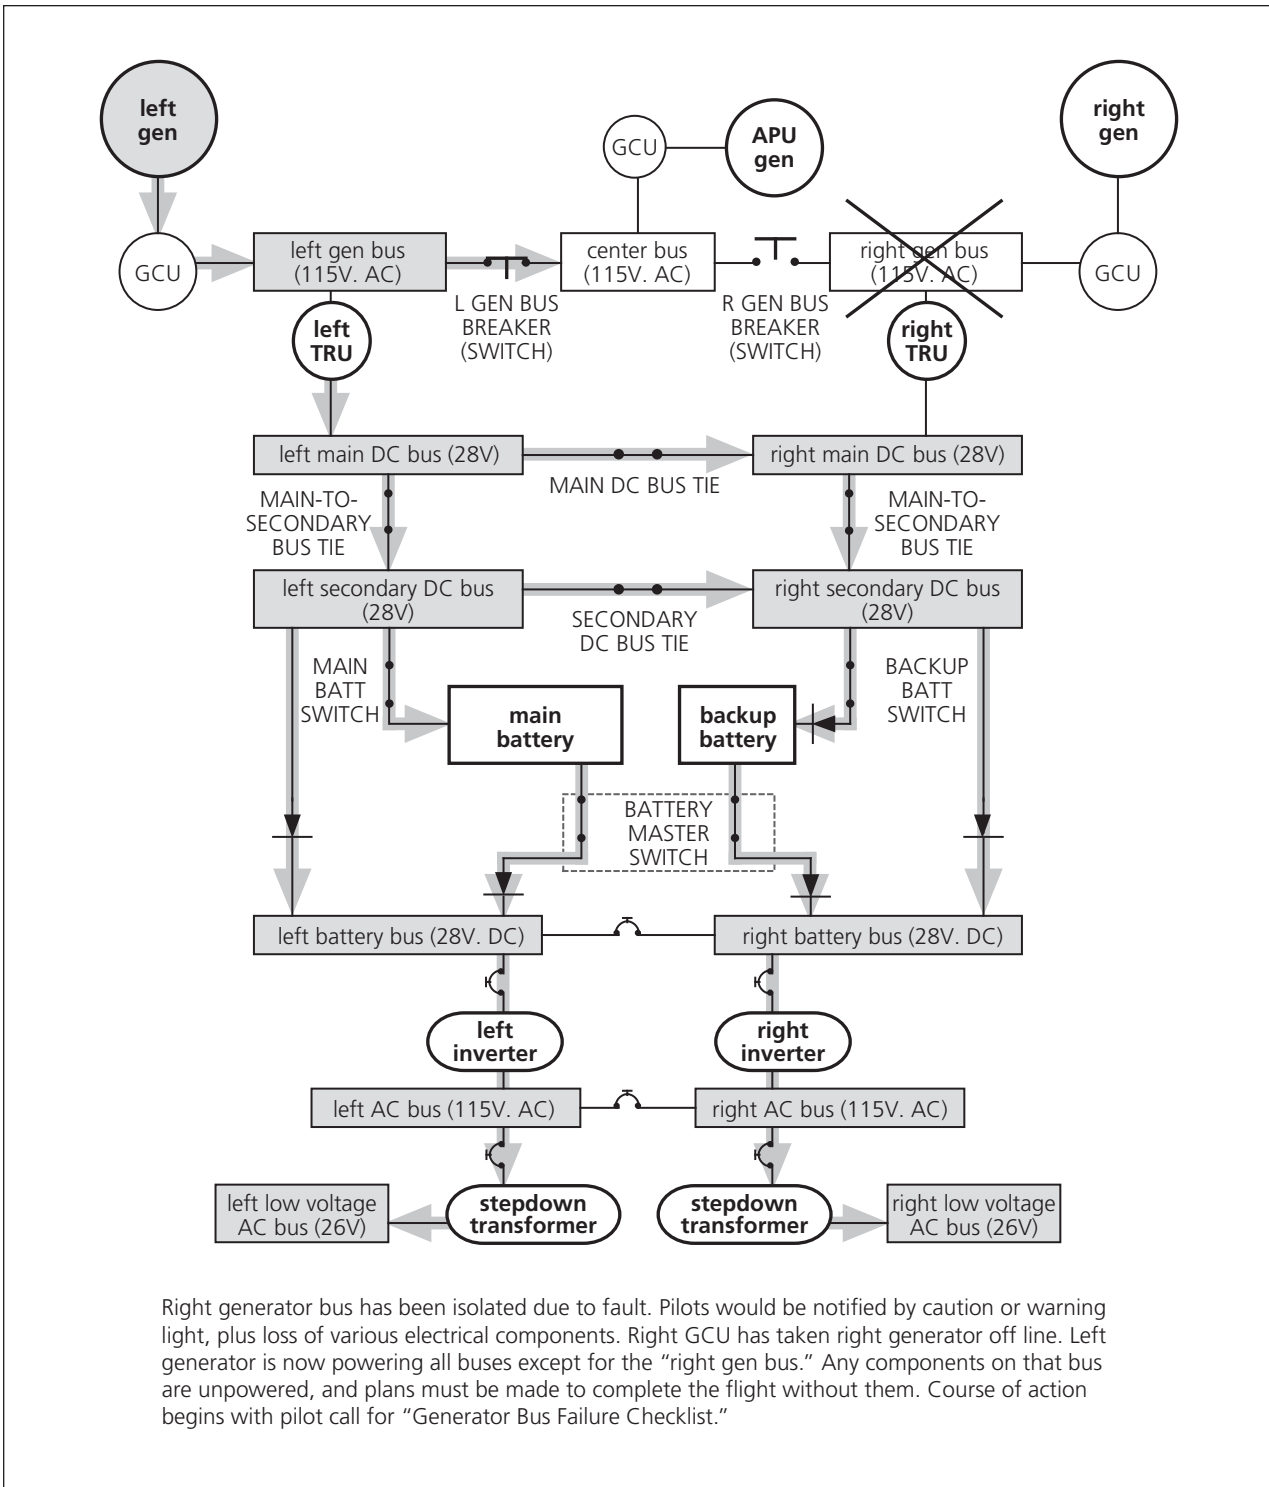 left
gen
GCU
APU
gen
right
gen
GCU
left gen bus
(115V. AC)
center bus
(115V. AC)
right gen bus
(115V. AC)
GCU
L GEN BUS
BREAKER
(SWITCH)
R GEN BUS
BREAKER
(SWITCH)
left
TRU
right
TRU
left main DC bus (28V)
MAIN DC BUS TIE
right main DC bus (28V)
MAIN-TO-
SECONDARY
BUS TIE
MAIN-TO-
SECONDARY
BUS TIE
left secondary DC bus
(28V)
SECONDARY
DC BUS TIE
right secondary DC bus
(28V)
MAIN
BATT
SWITCH
main
battery
backup
battery
BACKUP
BATT
SWITCH
BATTERY
MASTER
SWITCH
left battery bus (28V. DC)
right battery bus (28V. DC)
left
inverter
right
inverter
left AC bus (115V. AC)
right AC bus (115V. AC)
left low voltage
AC bus (26V)
stepdown
transformer
stepdown
transformer
right low voltage
AC bus (26V)
Right generator bus has been isolated due to fault. Pilots would be notified by caution or warning
light, plus loss of various electrical components. Right GCU has taken right generator off line. Left
generator is now powering all buses except for the “right gen bus.” Any components on that bus
are unpowered, and plans must be made to complete the flight without them. Course of action
begins with pilot call for “Generator Bus Failure Checklist.”